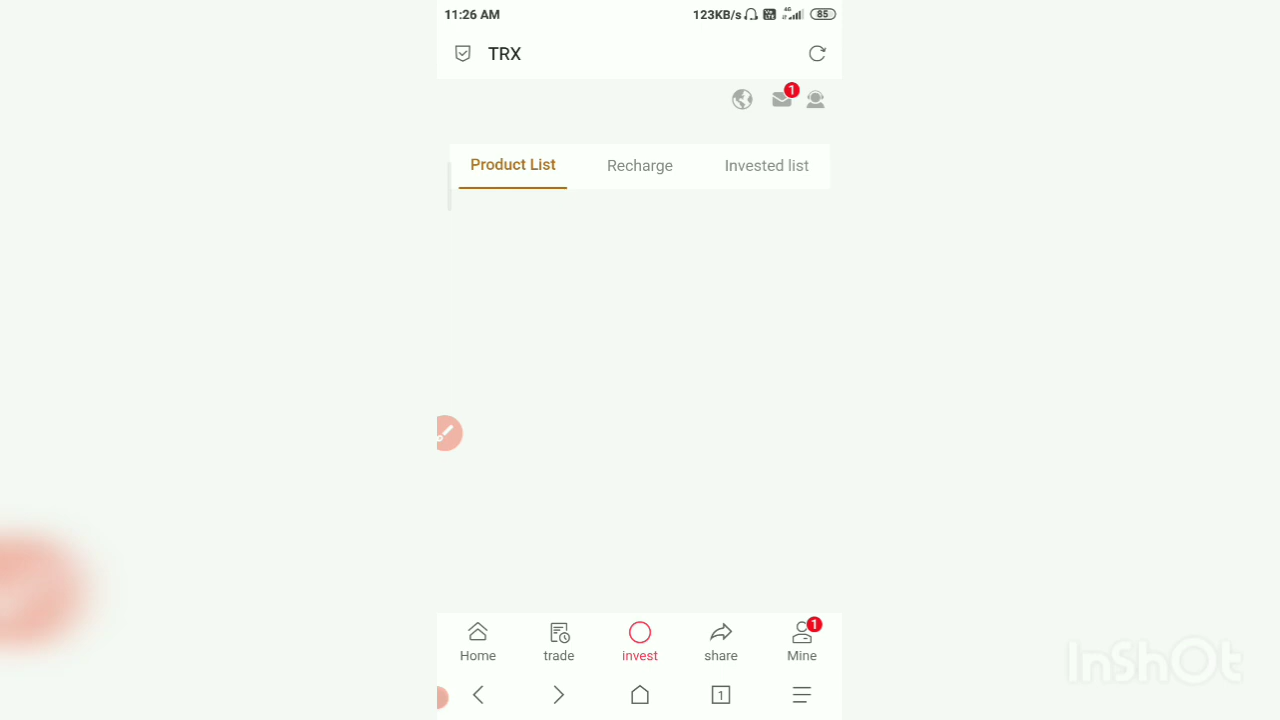 11:26 AM 123KB/s 4G 85
TRX
1
Product List Recharge Invested list
1
Home trade invest share Mine
1
InShOt